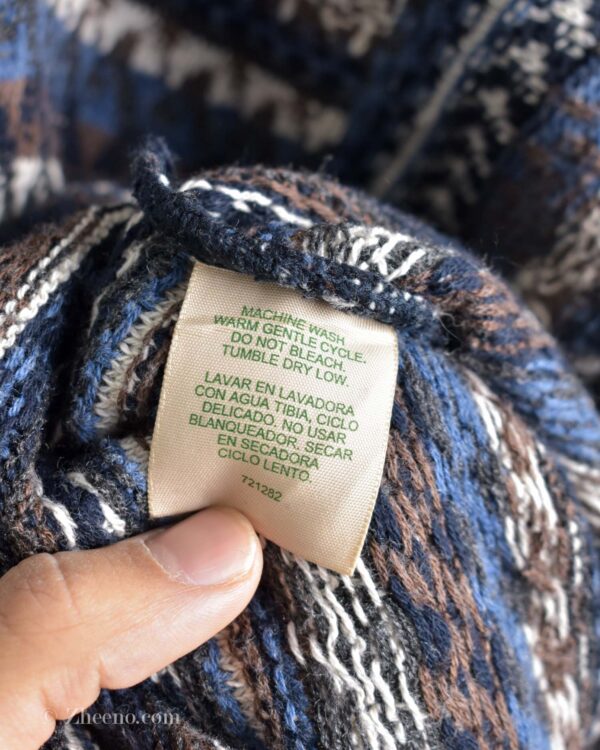 MACHINE WASH
WARM GENTLE CYCLE.
DO NOT BLEACH.
TUMBLE DRY LOW.
LAVAR EN LAVADORA
CON AGUA TIBIA, CICLO
DELICADO. NO USAR
BLANQUEADOR. SECAR
EN SECADORA
CICLO LENTO.
721282
© Zheeno.com